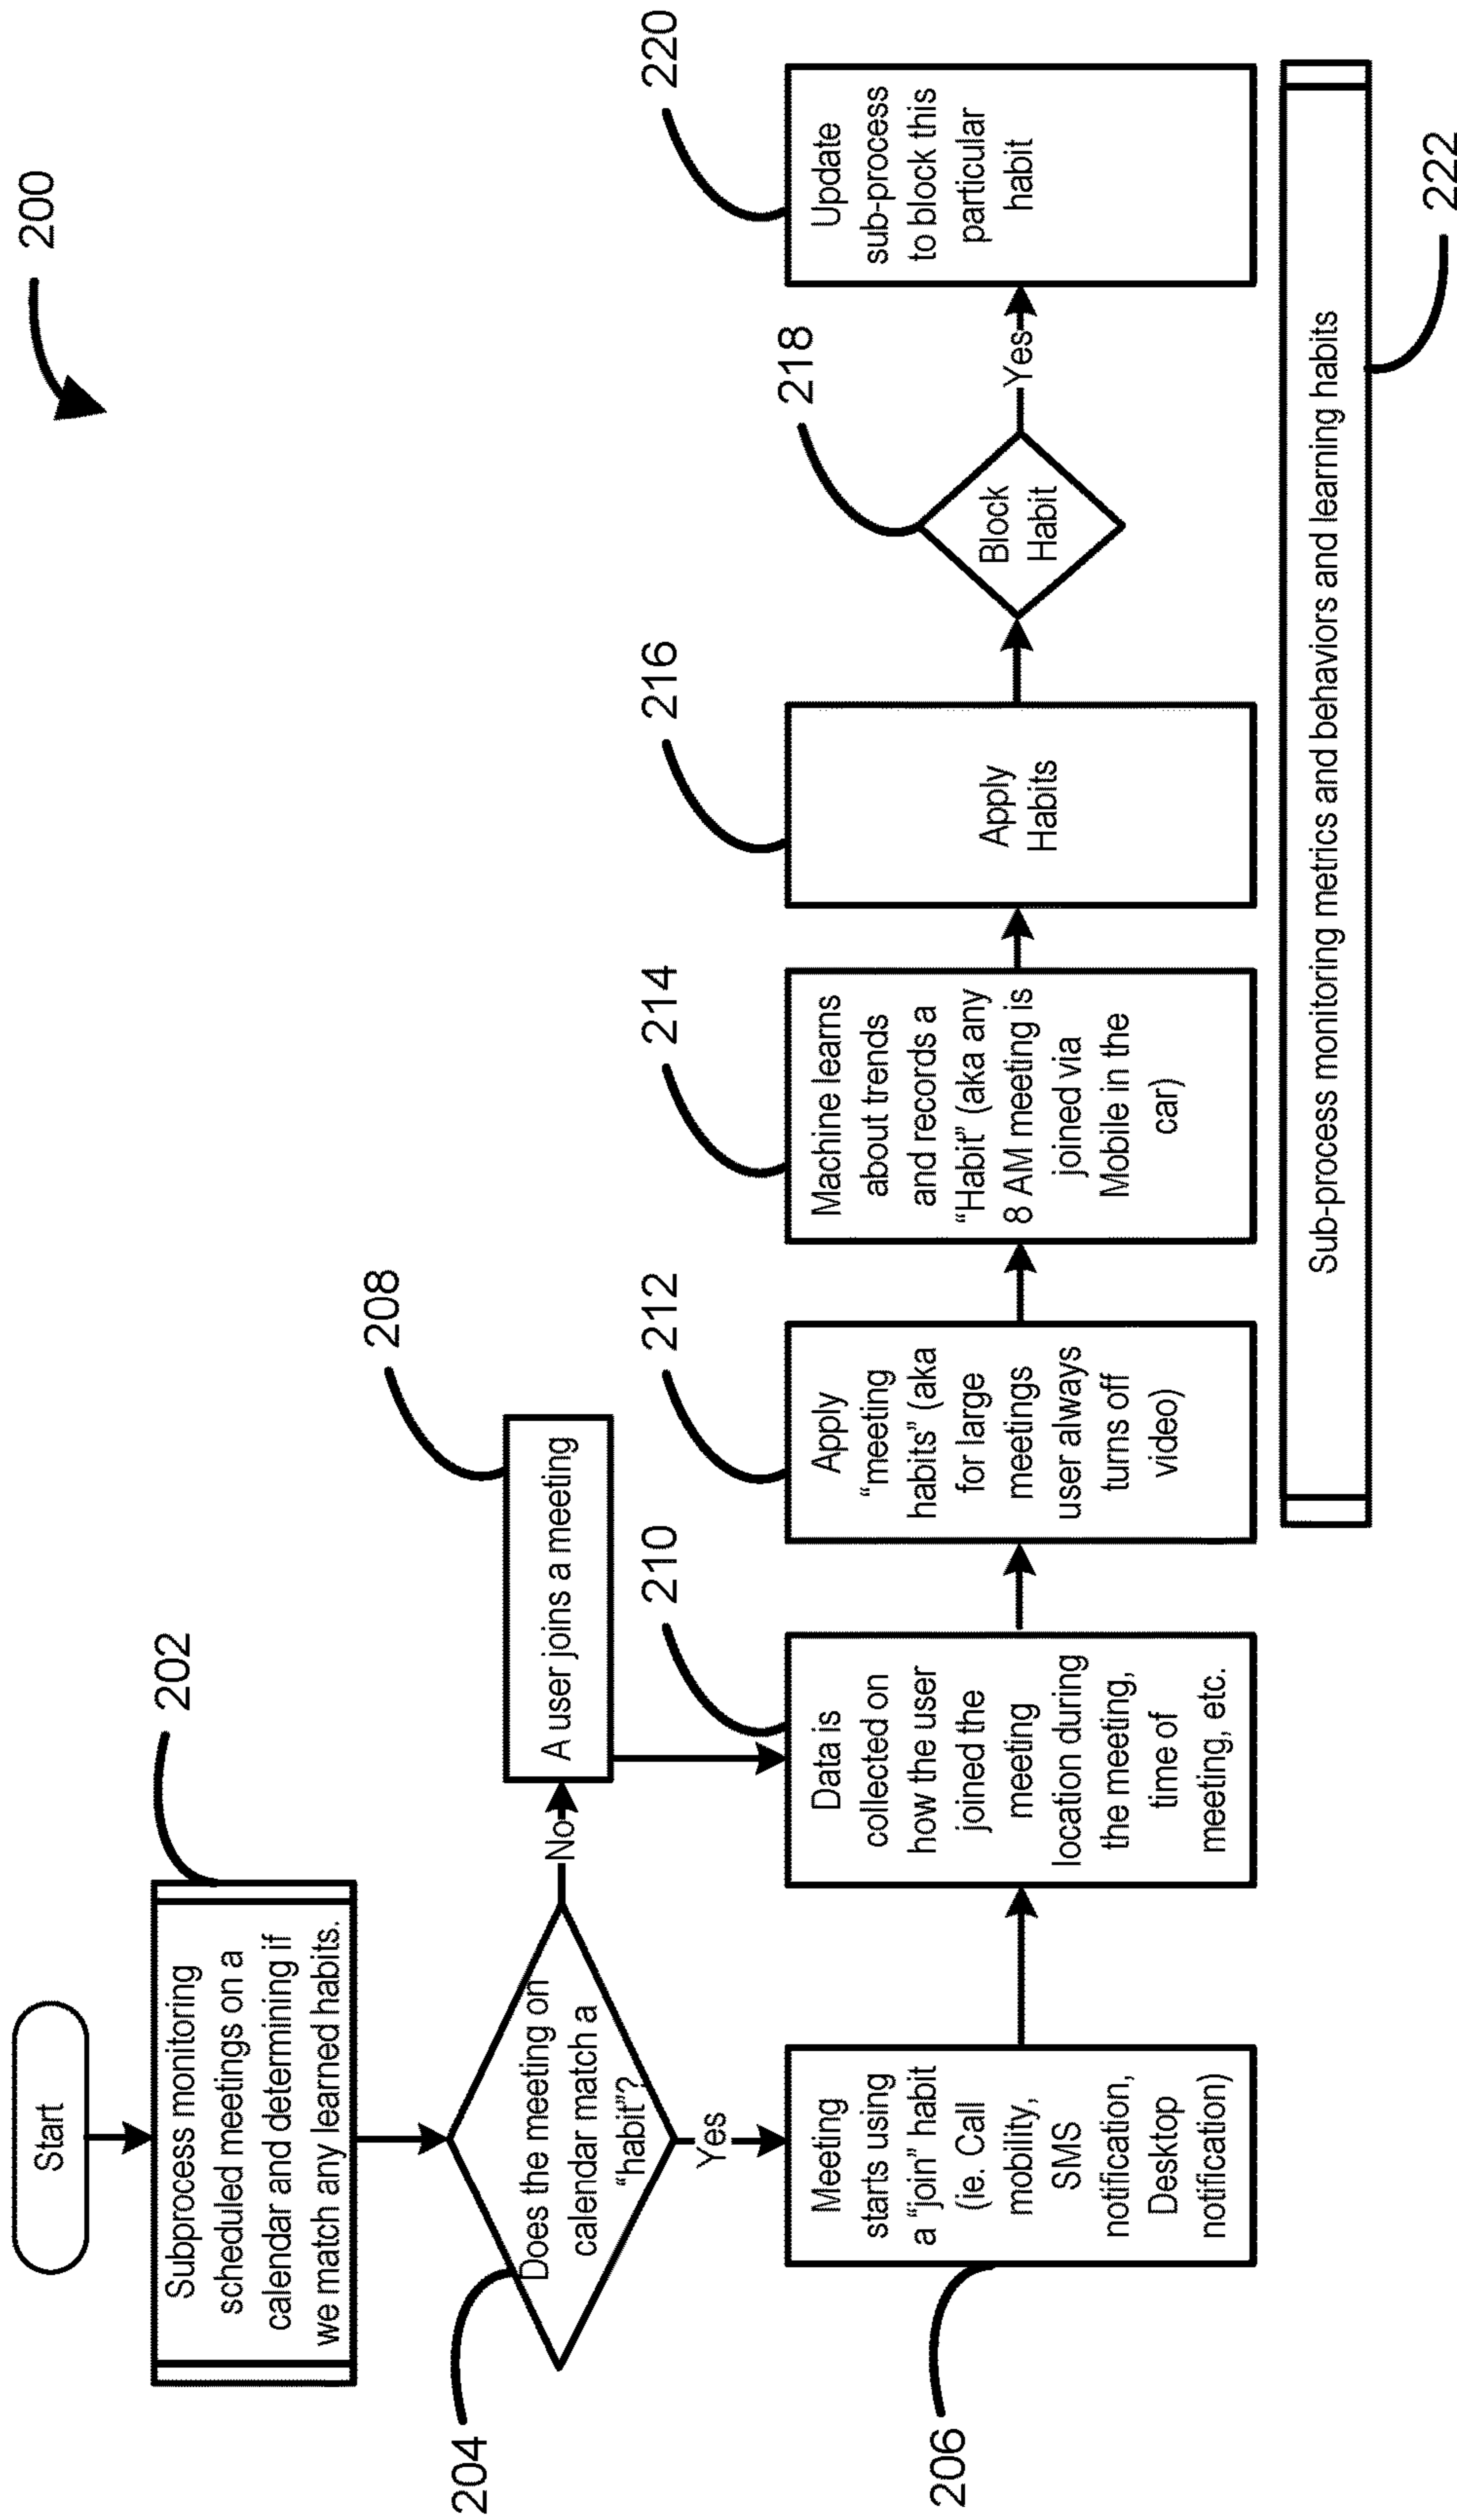 200
Start
202
Subprocess monitoring
scheduled meetings on a
calendar and determining if
we match any learned habits.
204
Does the meeting on
calendar match a
“habit”?
No
208
A user joins a meeting
Yes
206
Meeting
starts using
a “join” habit
(ie. Call
mobility,
SMS
notification,
Desktop
notification)
210
Data is
collected on
how the user
joined the
meeting
location during
the meeting,
time of
meeting, etc.
212
Apply
“meeting
habits” (aka
for large
meetings
user always
turns off
video)
214
Machine learns
about trends
and records a
“Habit” (aka any
8 AM meeting is
joined via
Mobile in the
car)
216
Apply
Habits
218
Block
Habit
Yes
220
Update
sub-process
to block this
particular
habit
Sub-process monitoring metrics and behaviors and learning habits
222